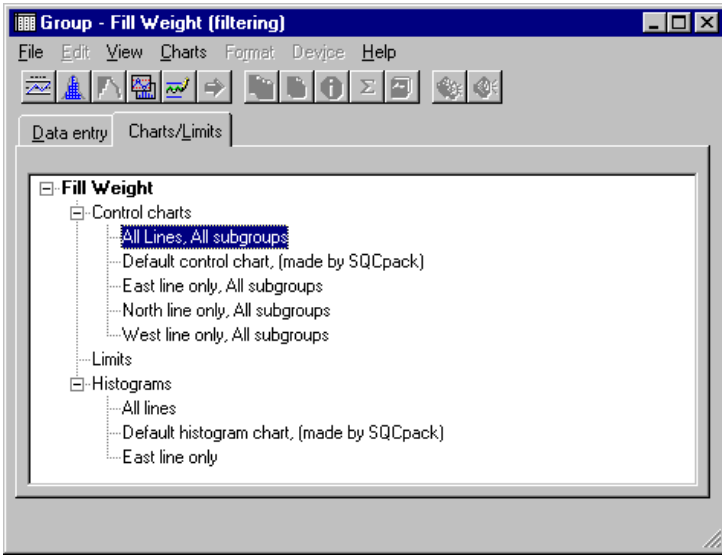 Group - Fill Weight (filtering)
File Edit View Charts Format Device Help
Σ
Data entry Charts/Limits
Fill Weight
Control charts
All Lines, All subgroups
Default control chart, (made by SQCpack)
East line only, All subgroups
North line only, All subgroups
West line only, All subgroups
Limits
Histograms
All lines
Default histogram chart, (made by SQCpack)
East line only